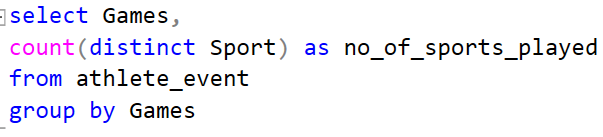 select Games,
count(distinct Sport) as no_of_sports_played
from athlete_event
group by Games